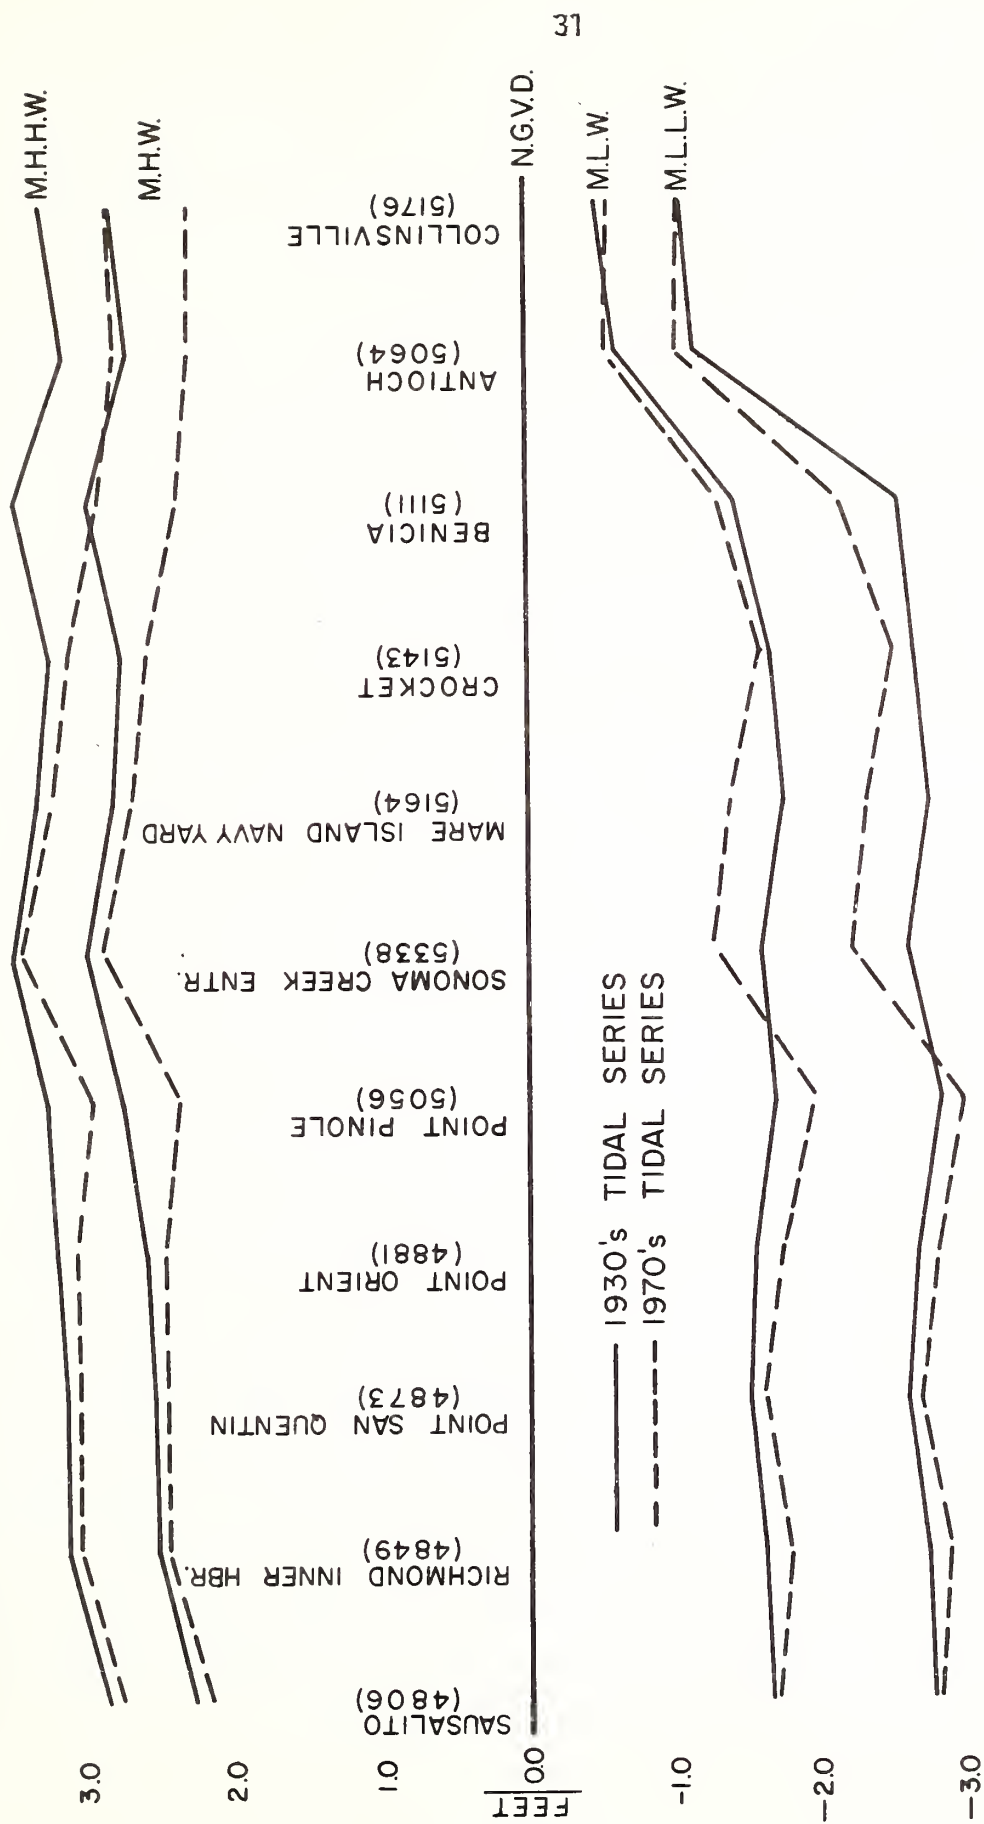 31
M.H.H.W.
M.H.W.
N.G.V.D.
M.L.W.
M.L.L.W.
SAUSALITO
(4806)
RICHMOND INNER HBR.
(4849)
POINT SAN QUENTIN
(4873)
POINT ORIENT
(4881)
POINT PINOLE
(5056)
SONOMA CREEK ENTR.
(5338)
MARE ISLAND NAVY YARD
(5164)
CROCKET
(5143)
BENICIA
(5111)
ANTIOCH
(5064)
COLLINSVILLE
(5176)
1930's TIDAL SERIES
1970's TIDAL SERIES
3.0
2.0
1.0
0.0
-1.0
-2.0
-3.0
FEET